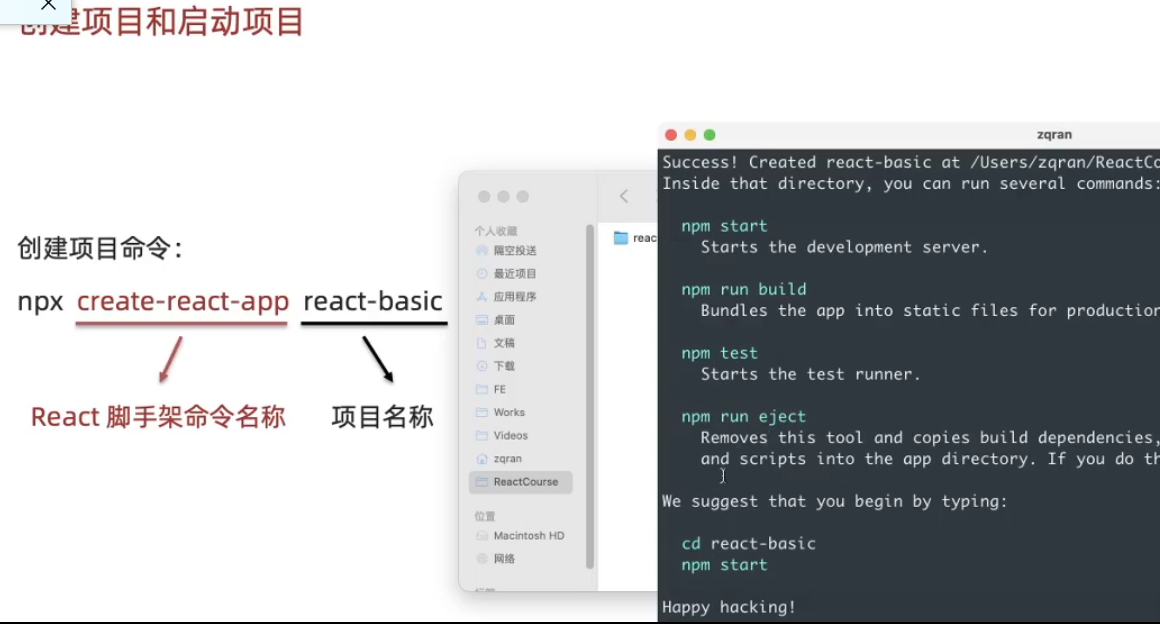 创建项目和启动项目
创建项目命令：
npx create-react-app react-basic
React 脚手架命令名称
项目名称
个人收藏
隔空投送
最近项目
应用程序
桌面
文稿
下载
FE
Works
Videos
zqran
ReactCourse
位置
Macintosh HD
网络
reac
zqran
Success! Created react-basic at /Users/zqran/ReactCo
Inside that directory, you can run several commands:
npm start
Starts the development server.
npm run build
Bundles the app into static files for production
npm test
Starts the test runner.
npm run eject
Removes this tool and copies build dependencies,
and scripts into the app directory. If you do th
We suggest that you begin by typing:
cd react-basic
npm start
Happy hacking!